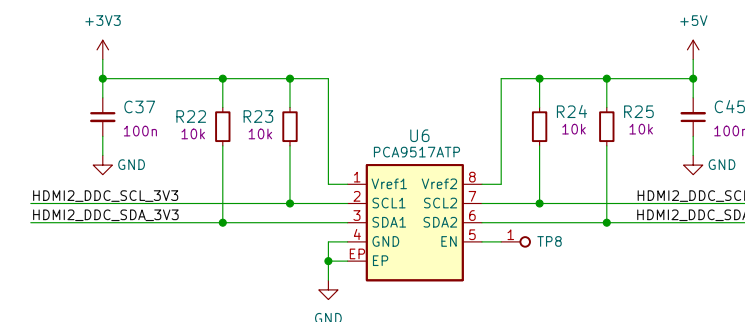 +3V3
+5V
C37
100n
R22
10k
R23
10k
R24
10k
R25
10k
C45
100n
GND
GND
U6
PCA9517ATP
1 Vref1 Vref2 8
2 SCL1 SCL2 7
3 SDA1 SDA2 6
4 GND EN 5
EP EP
HDMI2_DDC_SCL_3V3
HDMI2_DDC_SDA_3V3
HDMI2_DDC_SCL
HDMI2_DDC_SDA
1 TP8
GND